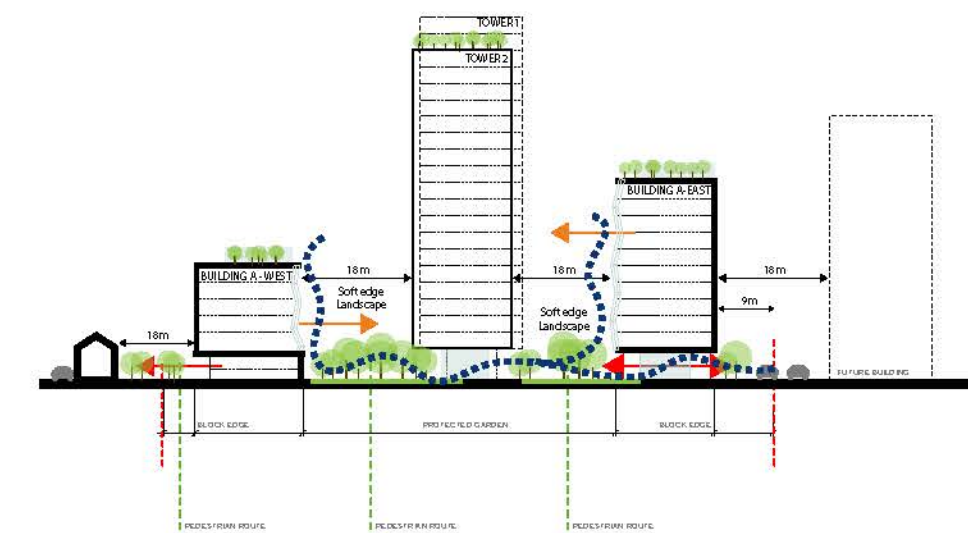 TOWER 1
TOWER 2
BUILDING A-EAST
BUILDING A - WEST
18m
18m
18m
Soft edge
Landscape
9m
Soft edge
Landscape
18m
FUTURE BUILDING
BLOCK EDGE
PROTECTED GARDEN
BLOCK EDGE
PEDESTRIAN ROUTE
PEDESTRIAN ROUTE
PEDESTRIAN ROUTE